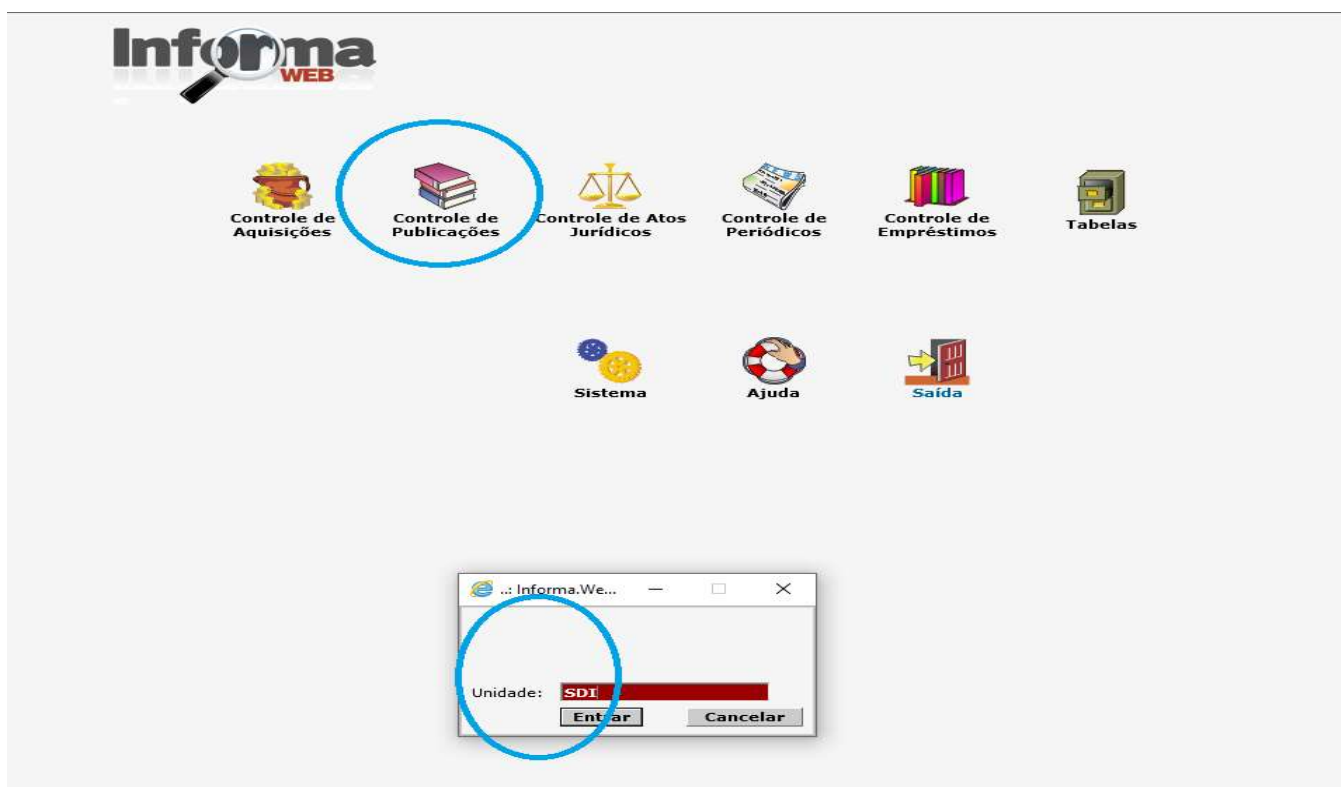 Informa
WEB
Controle de
Aquisições
Controle de
Publicações
Controle de Atos
Jurídicos
Controle de
Periódicos
Controle de
Empréstimos
Tabelas
Sistema
Ajuda
Saída
..: Informa.We...
Unidade: SDI
Entrar Cancelar